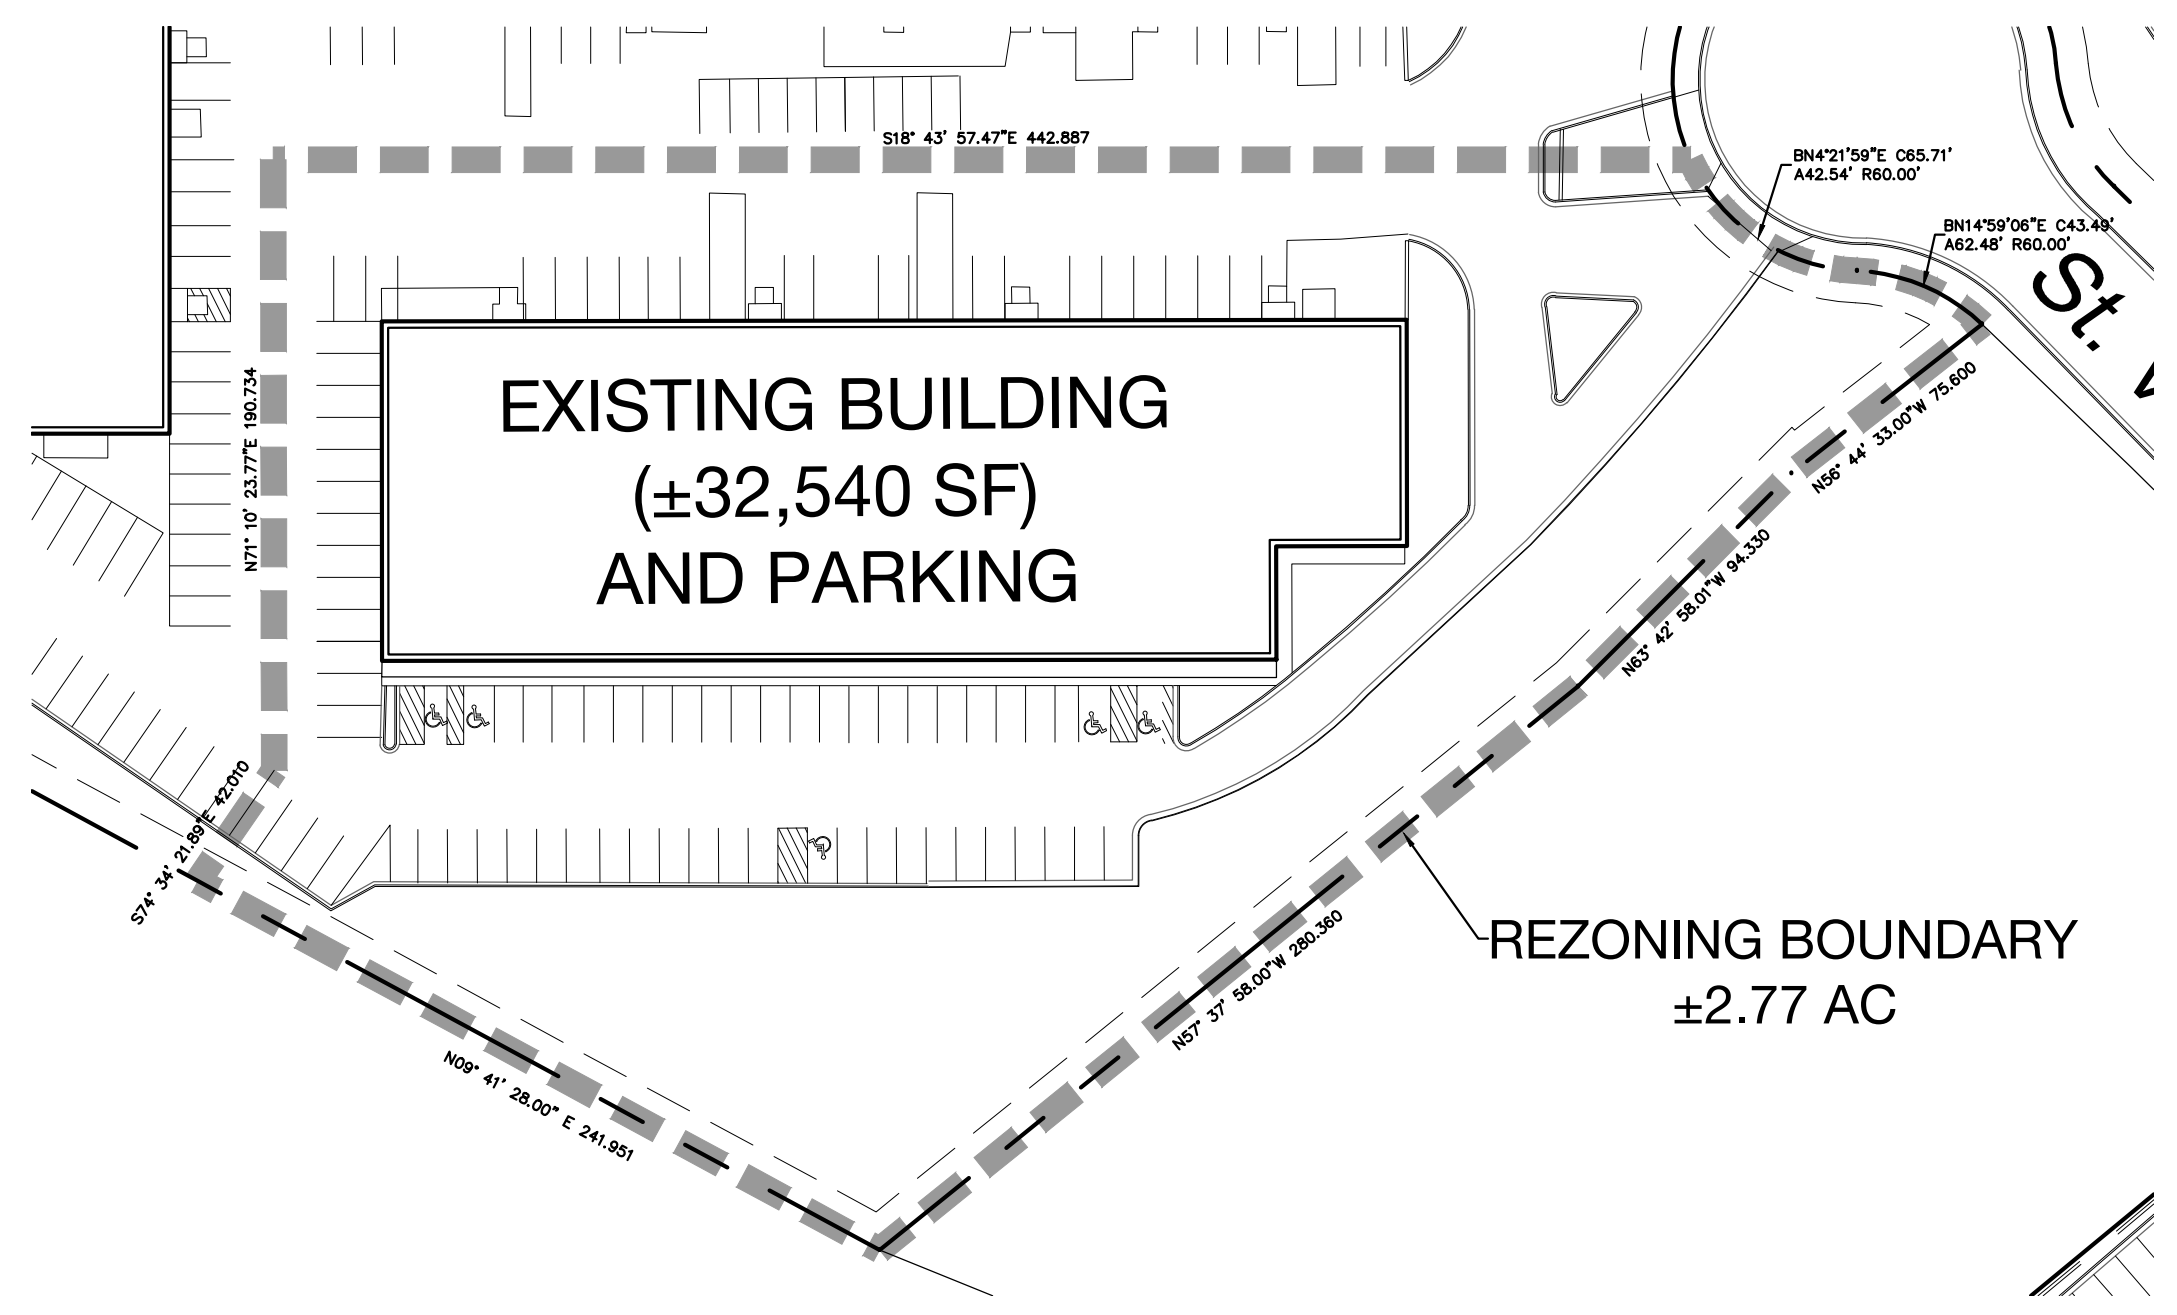 S18° 43' 57.47"E 442.887
BN4°21'59"E C65.71'
A42.54' R60.00'
BN14°59'06"E C43.49'
A62.48' R60.00'
St.
N71° 10' 23.77"E 190.734
EXISTING BUILDING
(±32,540 SF)
AND PARKING
N56° 44' 33.00"W 75.600
N63° 42' 58.01"W 94.330
S74° 34' 21.89"E 42.010
REZONING BOUNDARY
±2.77 AC
N57° 37' 58.00"W 280.360
N09° 41' 28.00" E 241.951